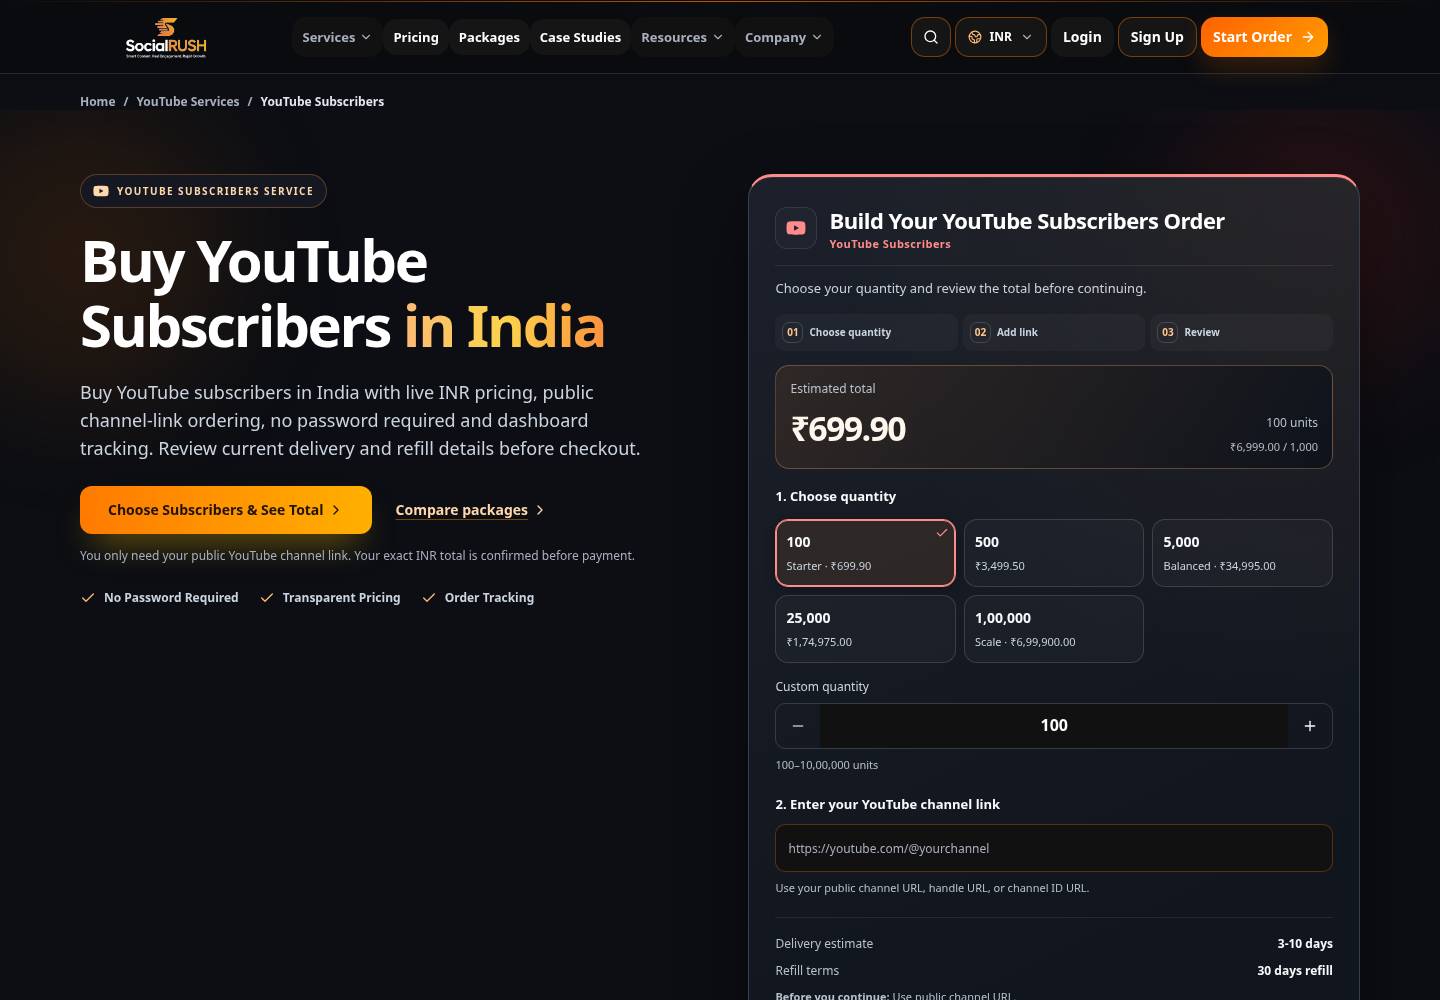 SocialRUSH
Services
Pricing
Packages
Case Studies
Resources
Company
INR
Login
Sign Up
Start Order
Home / YouTube Services / YouTube Subscribers
YOUTUBE SUBSCRIBERS SERVICE
Buy YouTube
Subscribers in India
Buy YouTube subscribers in India with live INR pricing, public
channel-link ordering, no password required and dashboard
tracking. Review current delivery and refill details before checkout.
Choose Subscribers & See Total
Compare packages
You only need your public YouTube channel link. Your exact INR total is confirmed before payment.
No Password Required
Transparent Pricing
Order Tracking
Build Your YouTube Subscribers Order
YouTube Subscribers
Choose your quantity and review the total before continuing.
01 Choose quantity
02 Add link
03 Review
Estimated total
₹699.90
100 units
₹6,999.00 / 1,000
1. Choose quantity
100
Starter · ₹699.90
500
₹3,499.50
5,000
Balanced · ₹34,995.00
25,000
₹1,74,975.00
1,00,000
Scale · ₹6,99,900.00
Custom quantity
100
100–10,00,000 units
2. Enter your YouTube channel link
https://youtube.com/@yourchannel
Use your public channel URL, handle URL, or channel ID URL.
Delivery estimate
3-10 days
Refill terms
30 days refill
Before you continue: Use public channel URL.